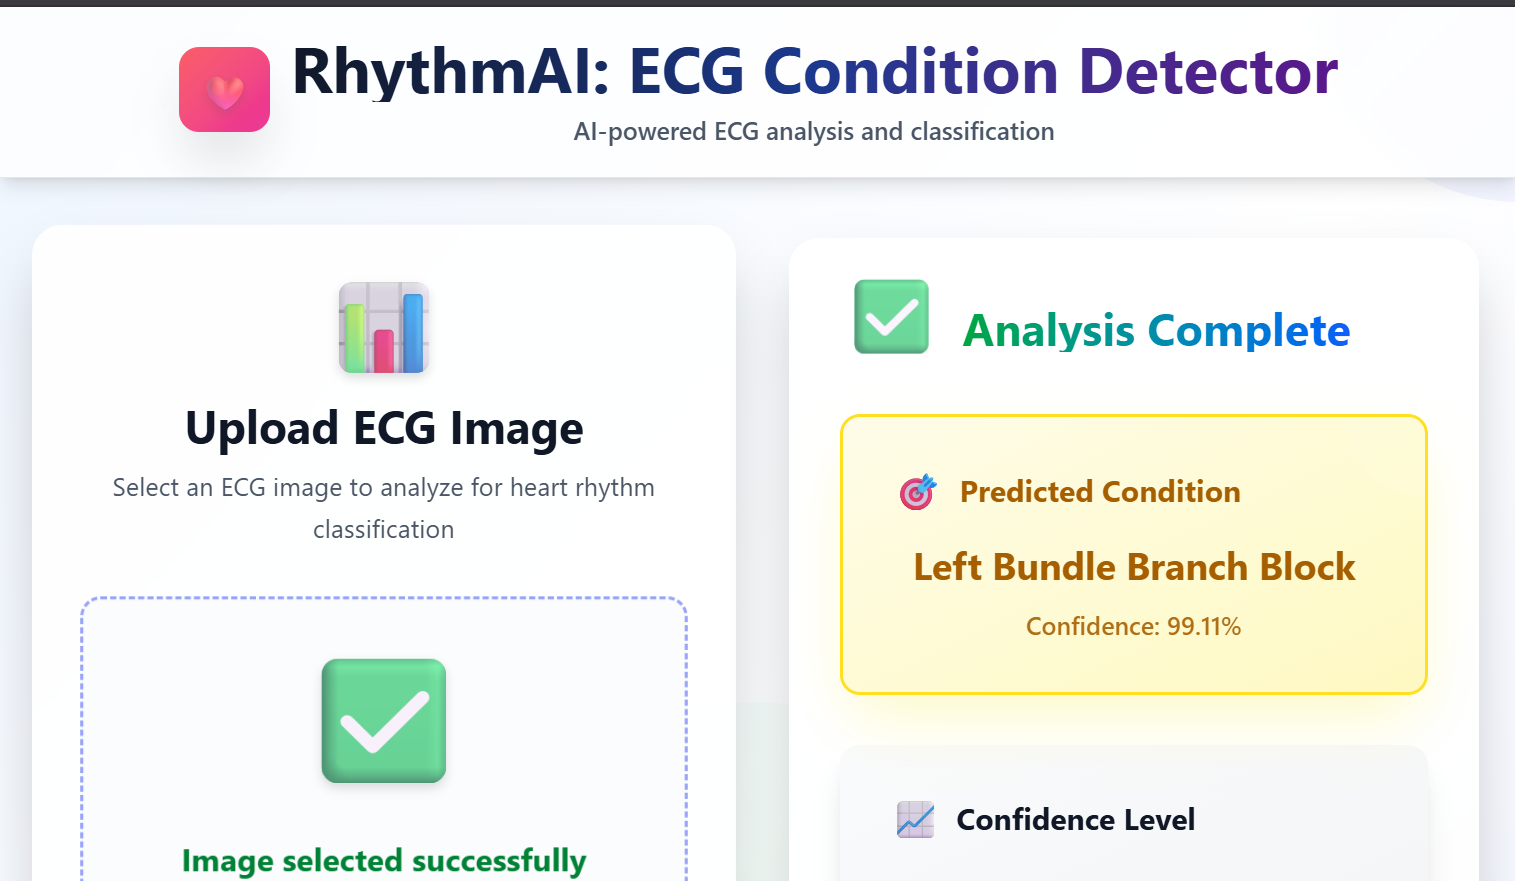 RhythmAI: ECG Condition Detector
AI-powered ECG analysis and classification
Upload ECG Image
Select an ECG image to analyze for heart rhythm
classification
Image selected successfully
Analysis Complete
Predicted Condition
Left Bundle Branch Block
Confidence: 99.11%
Confidence Level